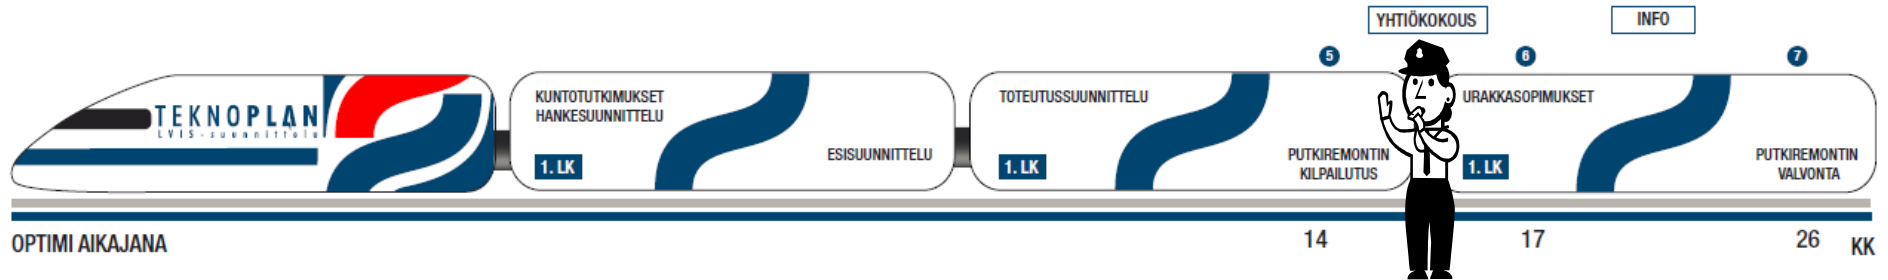 YHTIÖKOKOUS
INFO
5
6
7
TEKNOPLAN
LVIS-suunnittelu
KUNTOTUTKIMUKSET
HANKESUUNNITTELU
ESISUUNNITTELU
1. LK
TOTEUTUSSUUNNITTELU
PUTKIREMONTIN
KILPAILUTUS
1. LK
URAKKASOPIMUKSET
PUTKIREMONTIN
VALVONTA
1. LK
OPTIMI AIKAJANA
14
17
26
KK